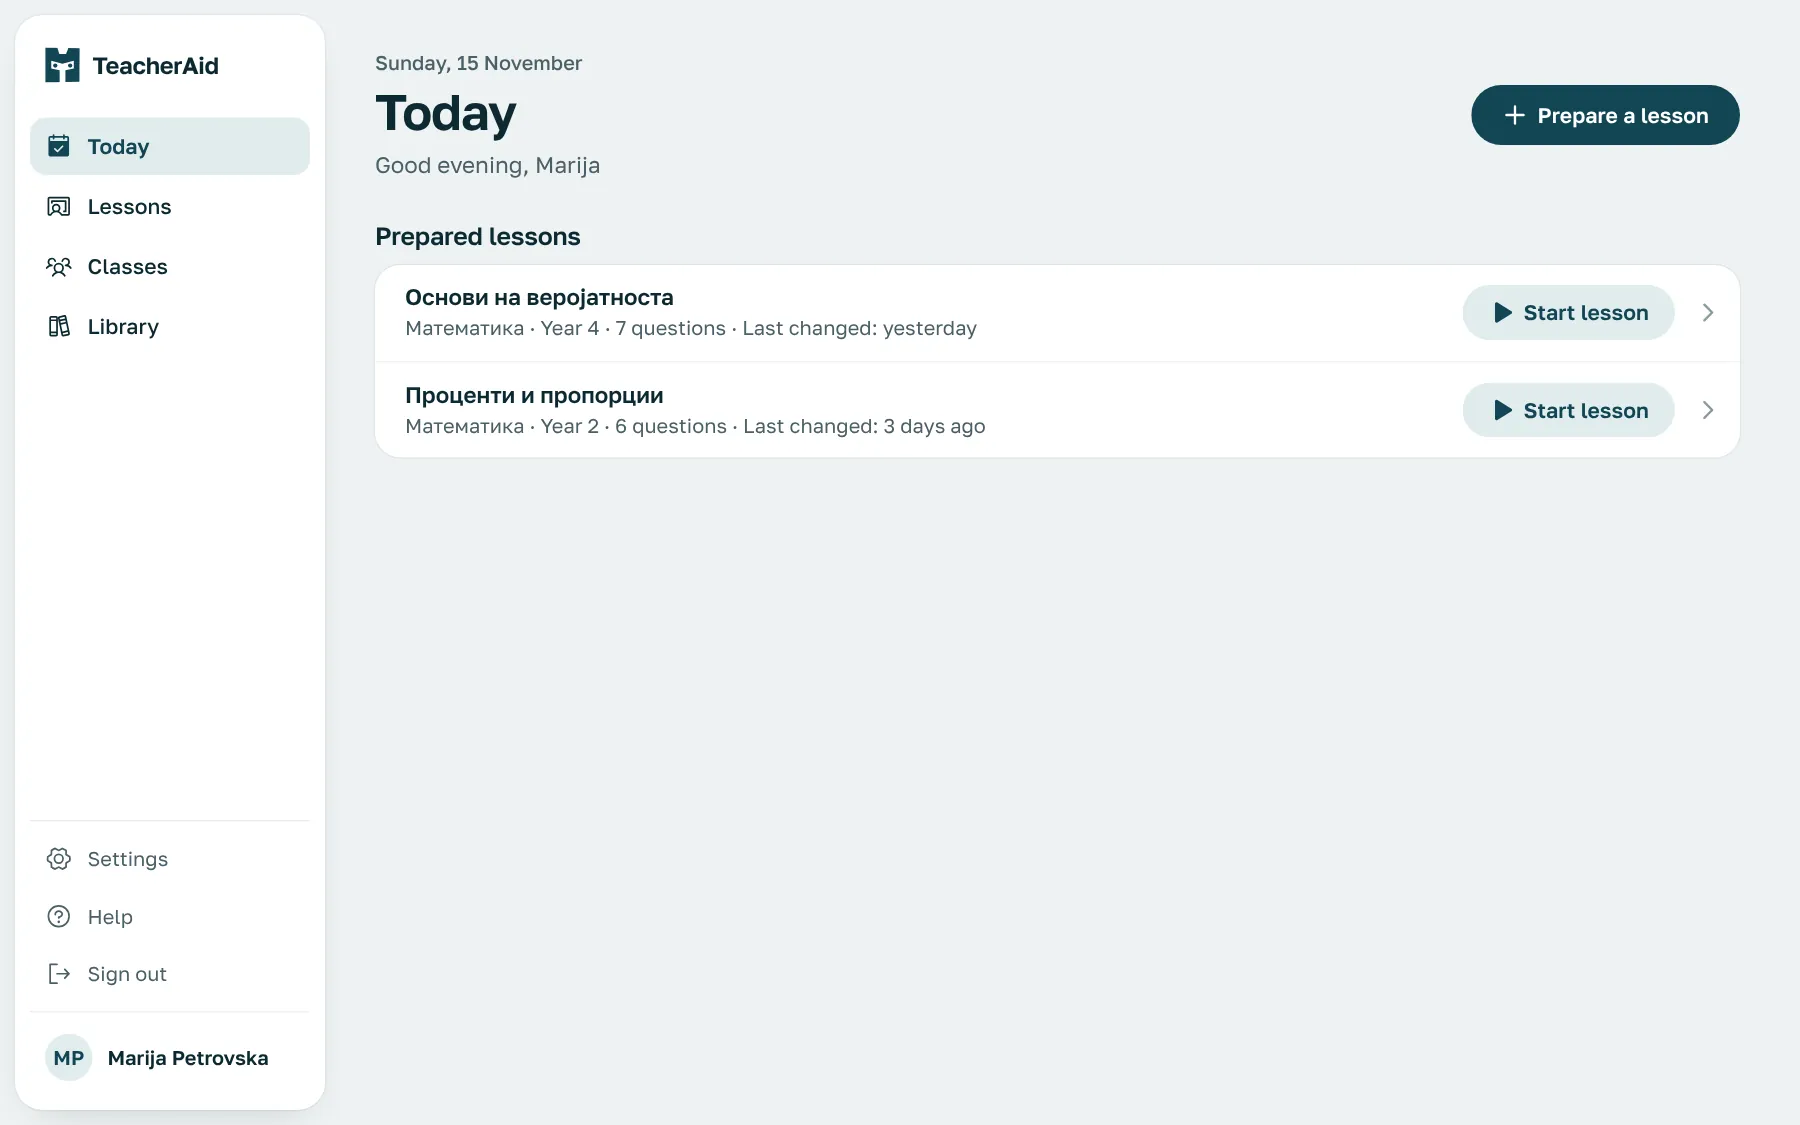 TeacherAid
Today
Lessons
Classes
Library
Settings
Help
Sign out
MP
Marija Petrovska
Sunday, 15 November
Today
Good evening, Marija
Prepare a lesson
Prepared lessons
Основи на веројатноста
Математика · Year 4 · 7 questions · Last changed: yesterday
Start lesson
Проценти и пропорции
Математика · Year 2 · 6 questions · Last changed: 3 days ago
Start lesson